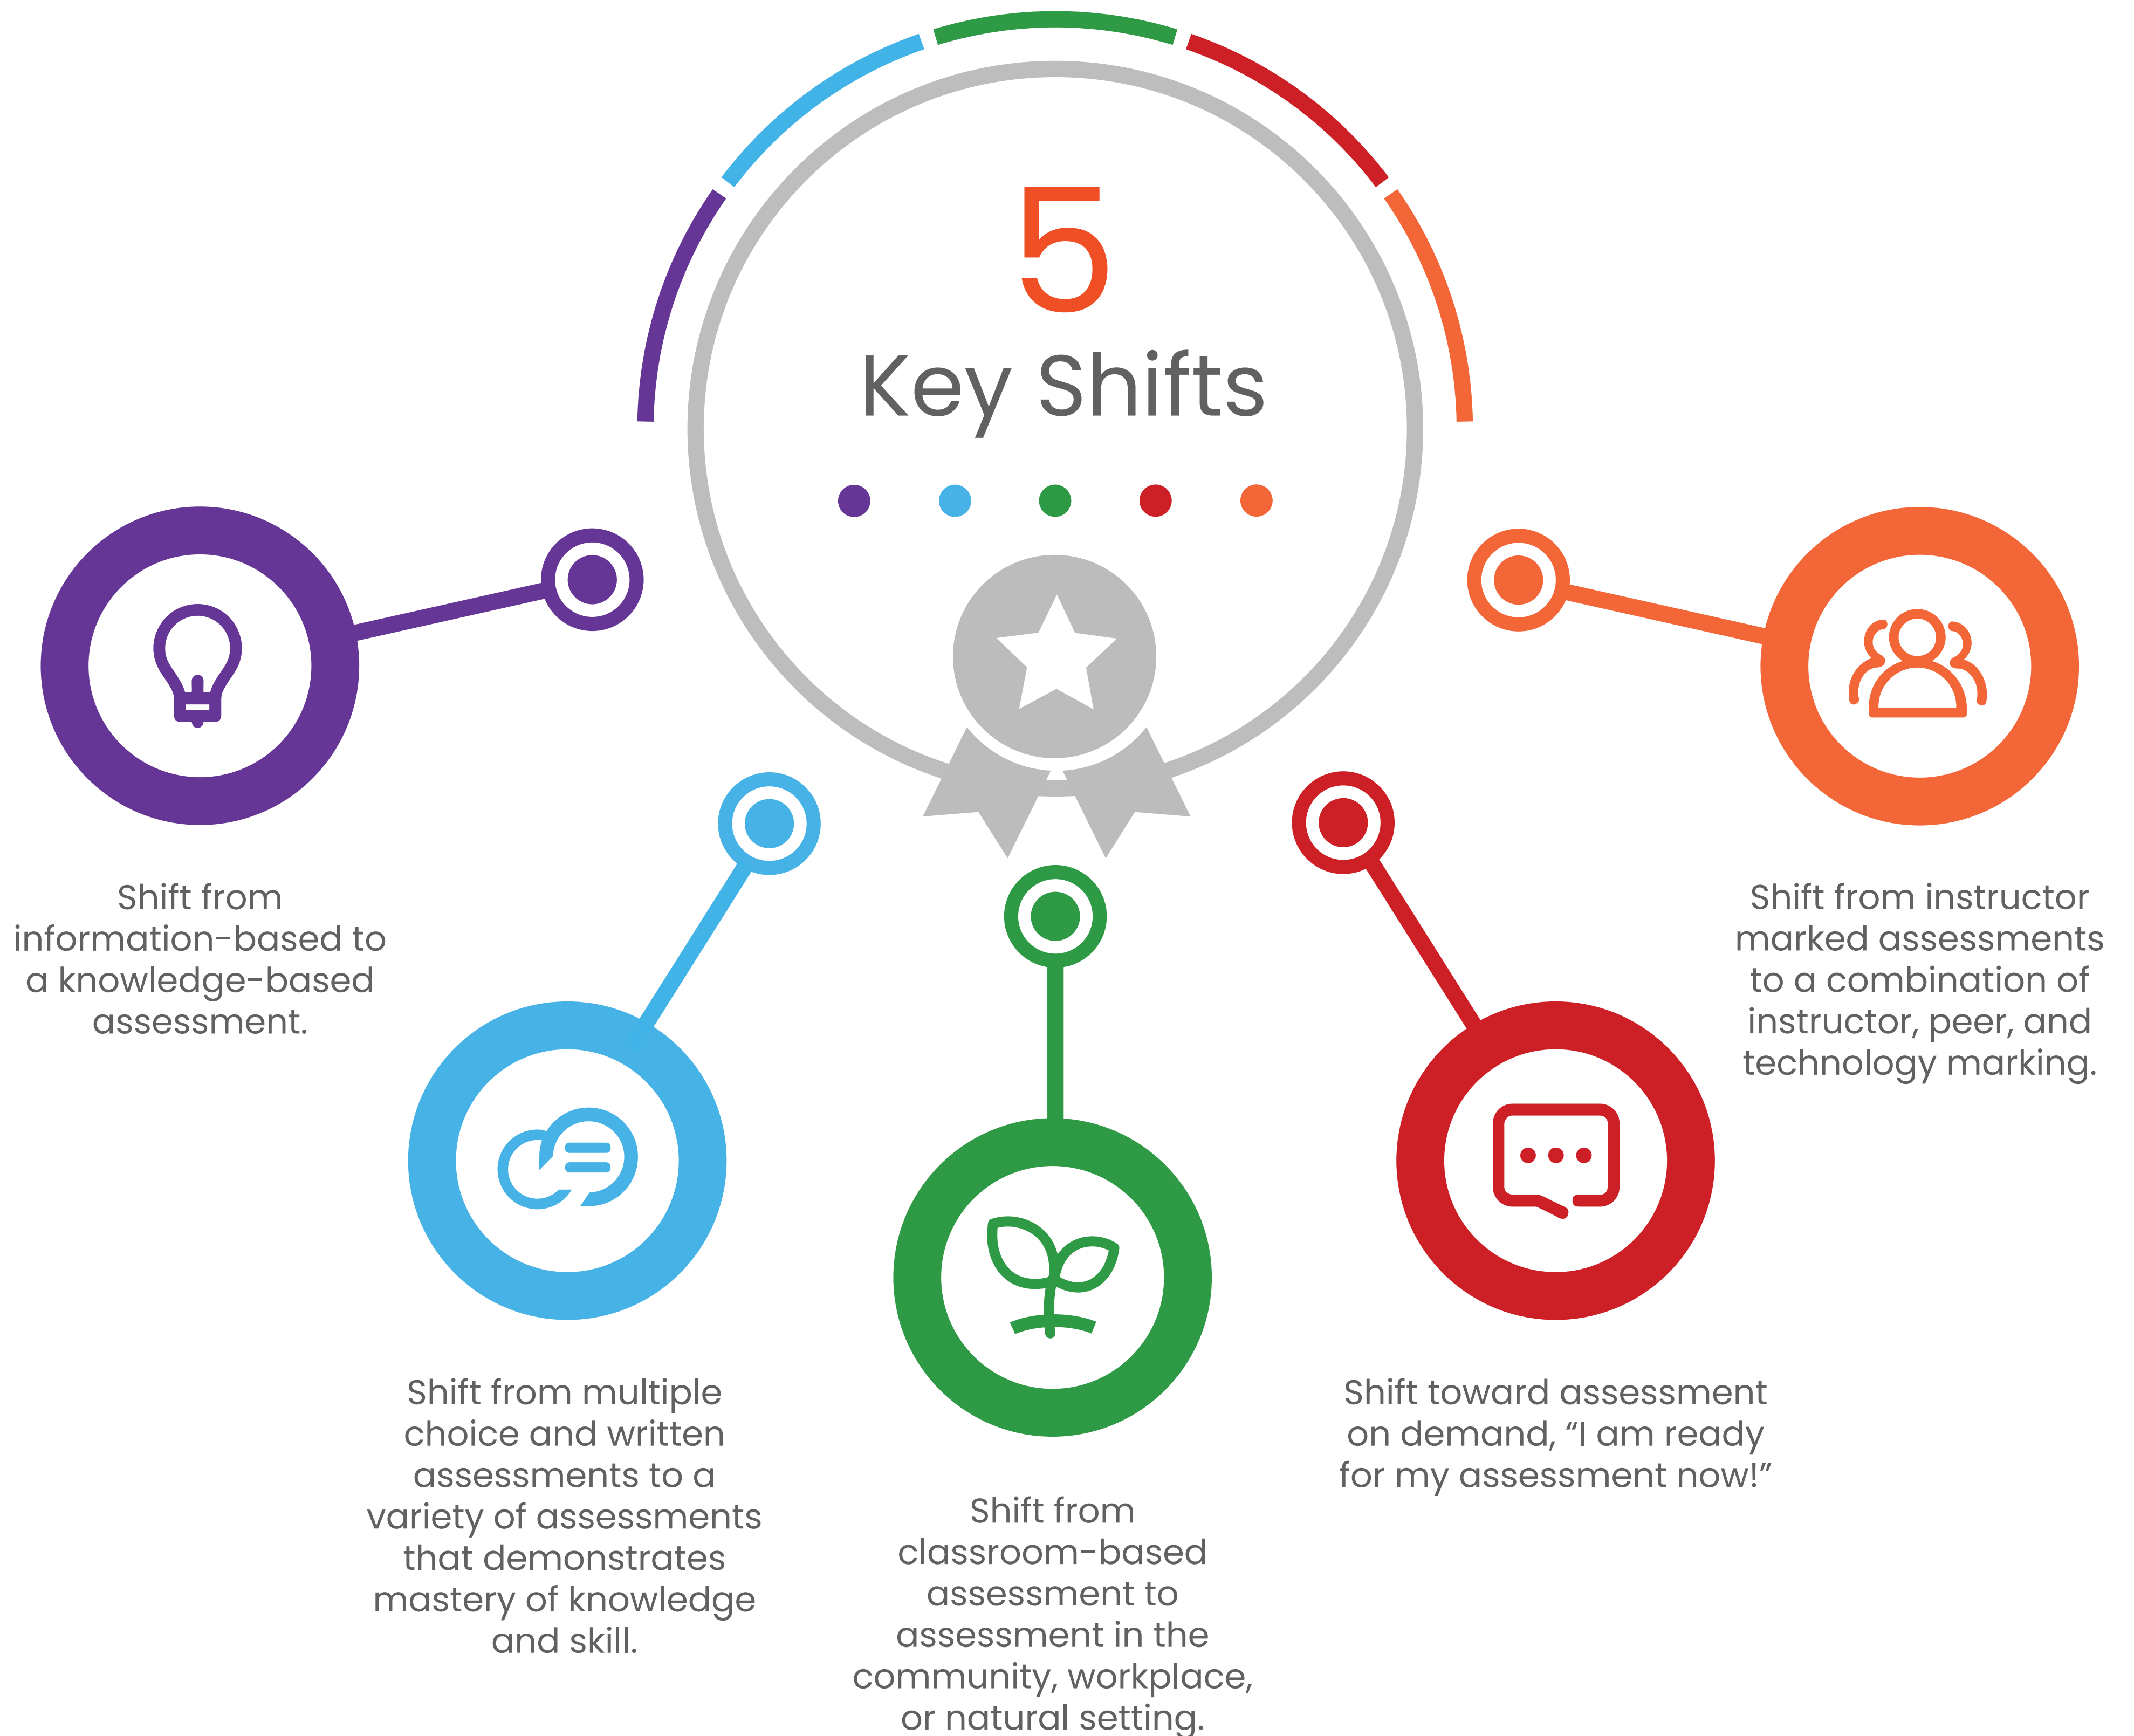 5
Key Shifts
Shift from
information-based to
a knowledge-based
assessment.
Shift from multiple
choice and written
assessments to a
variety of assessments
that demonstrates
mastery of knowledge
and skill.
Shift from
classroom-based
assessment to
assessment in the
community, workplace,
or natural setting.
Shift toward assessment
on demand, “I am ready
for my assessment now!”
Shift from instructor
marked assessments
to a combination of
instructor, peer, and
technology marking.